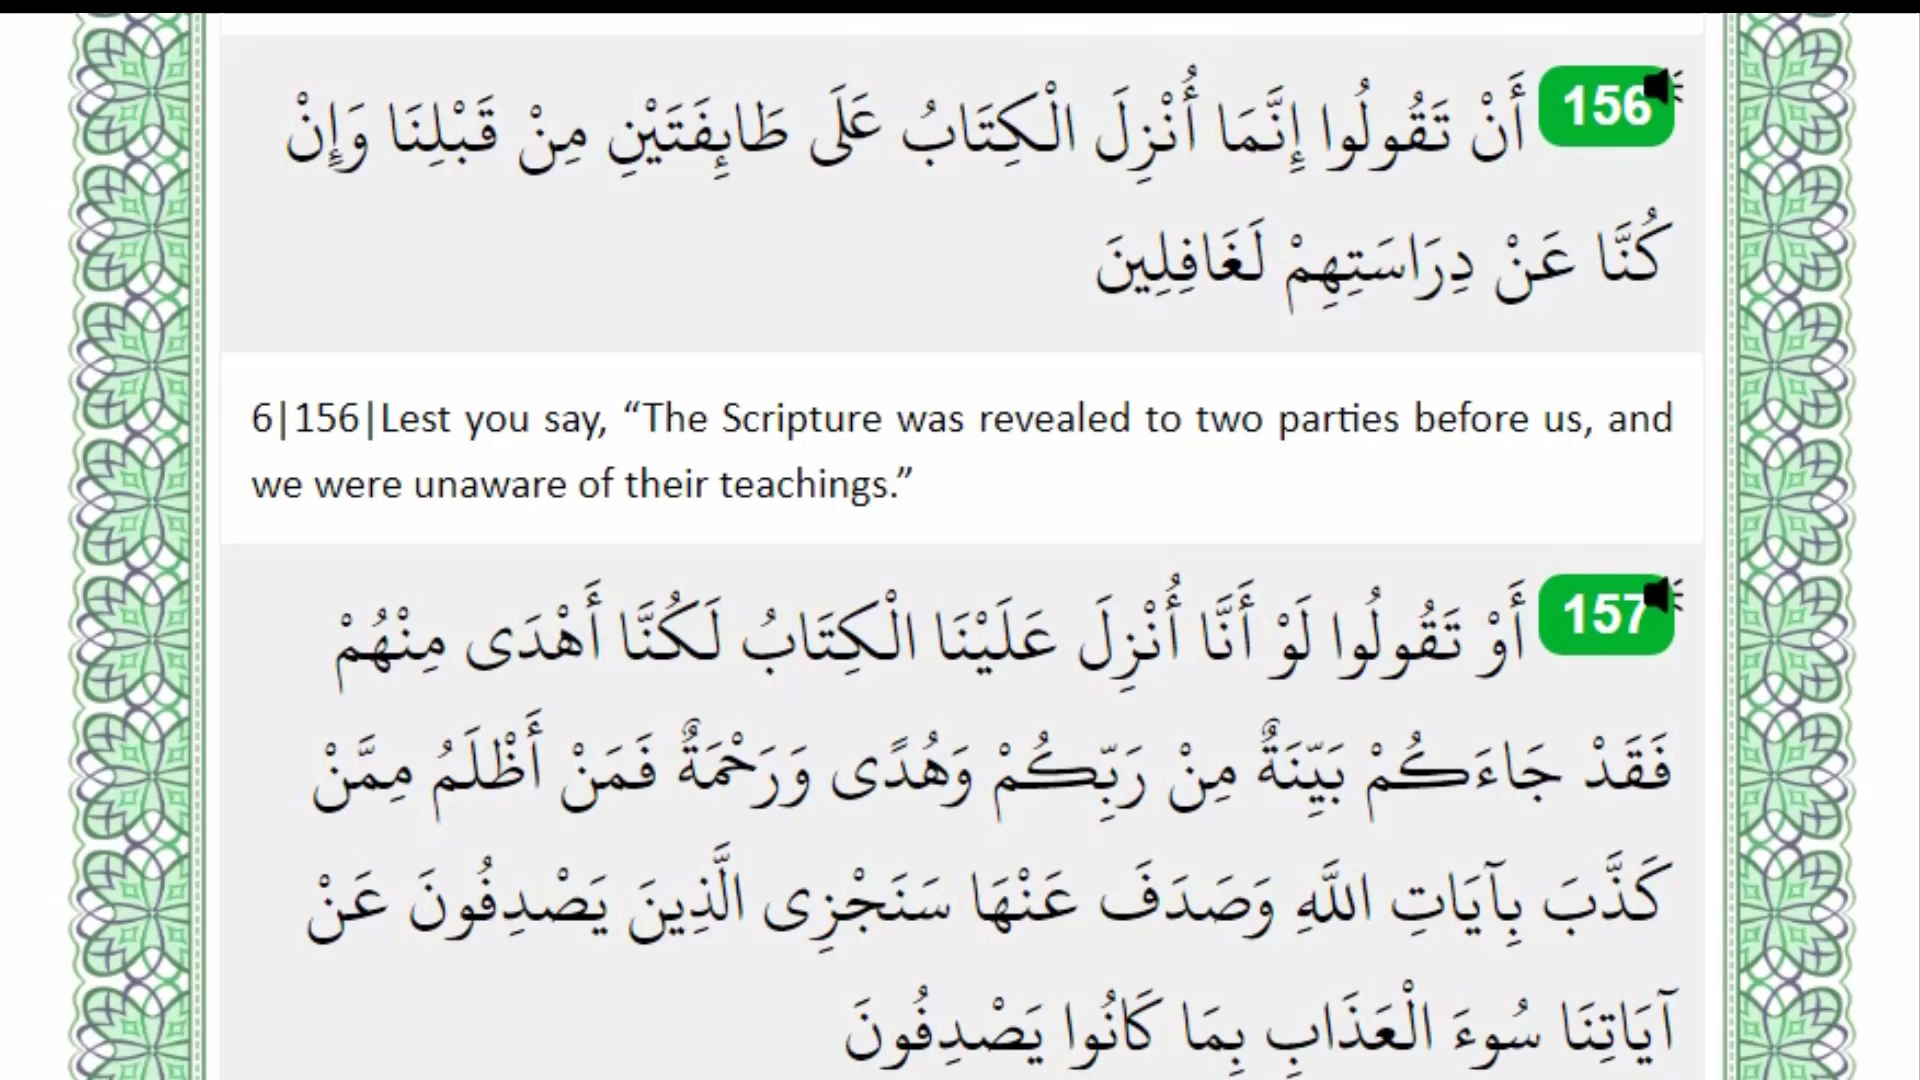 156 أَنْ تَقُولُوا إِنَّمَا أُنْزِلَ الْكِتَابُ عَلَى طَايِفَتَيْنِ مِنْ قَبْلِنَا وَإِنْ
كُنَّا عَنْ دِرَاسَتِهِمْ لَغَافِلِينَ
6|156|Lest you say, “The Scripture was revealed to two parties before us, and
we were unaware of their teachings.”
157 أَوْ تَقُولُوا لَوْ أَنَّا أُنْزِلَ عَلَيْنَا الْكِتَابُ لَكُنَّا أَهْدَى مِنْهُمْ
فَقَدْ جَاءَكُمْ بَيِّنَةٌ مِنْ رَبِّكُمْ وَهُدًى وَرَحْمَةٌ فَمَنْ أَظْلَمُ مِمَّنْ
كَذَّبَ بِآيَاتِ اللَّهِ وَصَدَفَ عَنْهَا سَنَجْزِى الَّذِينَ يَصْدِفُونَ عَنْ
آيَاتِنَا سُوءَ الْعَذَابِ بِمَا كَانُوا يَصْدِفُونَ